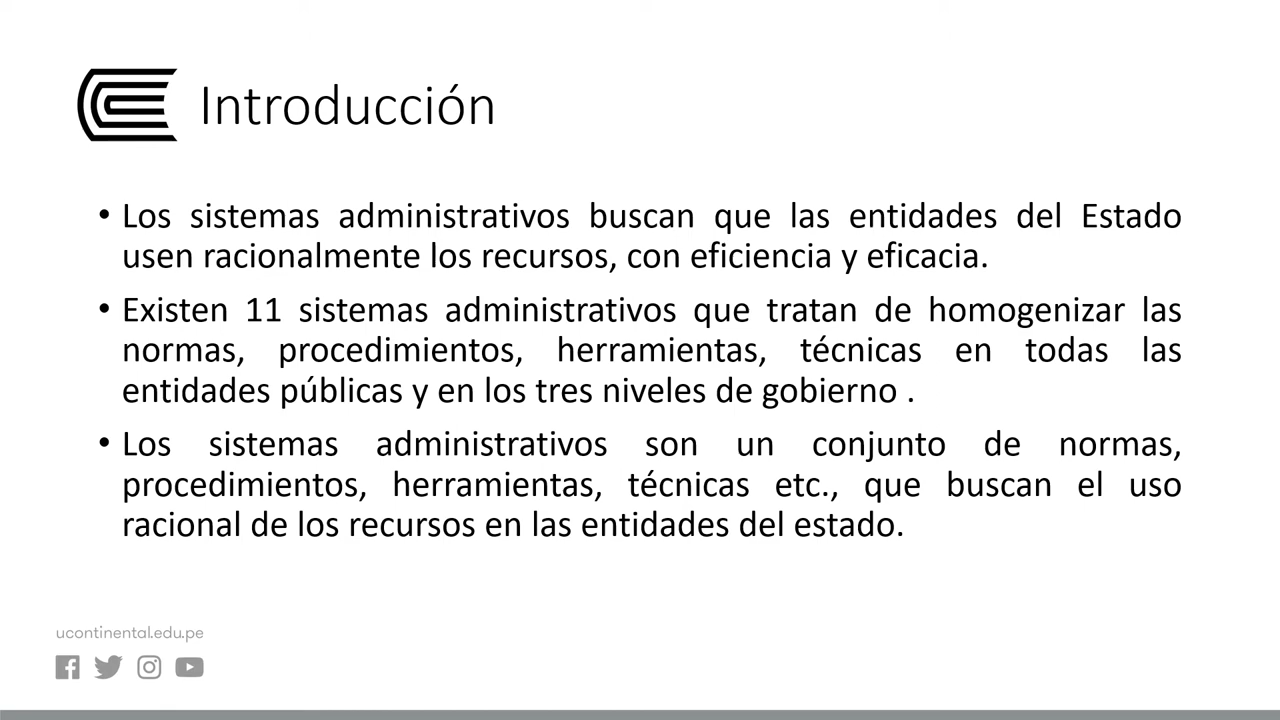 Introducción
• Los sistemas administrativos buscan que las entidades del Estado
usen racionalmente los recursos, con eficiencia y eficacia.
• Existen 11 sistemas administrativos que tratan de homogenizar las
normas, procedimientos, herramientas, técnicas en todas las
entidades públicas y en los tres niveles de gobierno .
• Los sistemas administrativos son un conjunto de normas,
procedimientos, herramientas, técnicas etc., que buscan el uso
racional de los recursos en las entidades del estado.
ucontinental.edu.pe